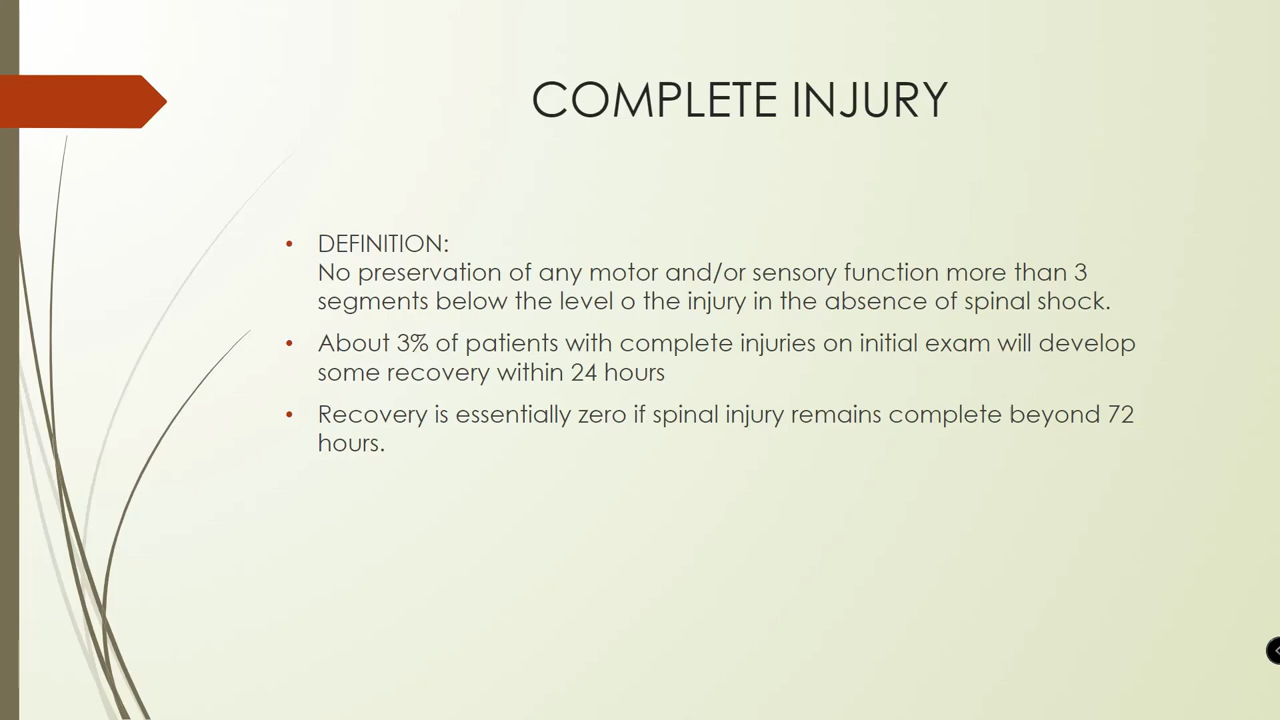 COMPLETE INJURY
• DEFINITION:
No preservation of any motor and/or sensory function more than 3
segments below the level o the injury in the absence of spinal shock.
• About 3% of patients with complete injuries on initial exam will develop
some recovery within 24 hours
• Recovery is essentially zero if spinal injury remains complete beyond 72
hours.